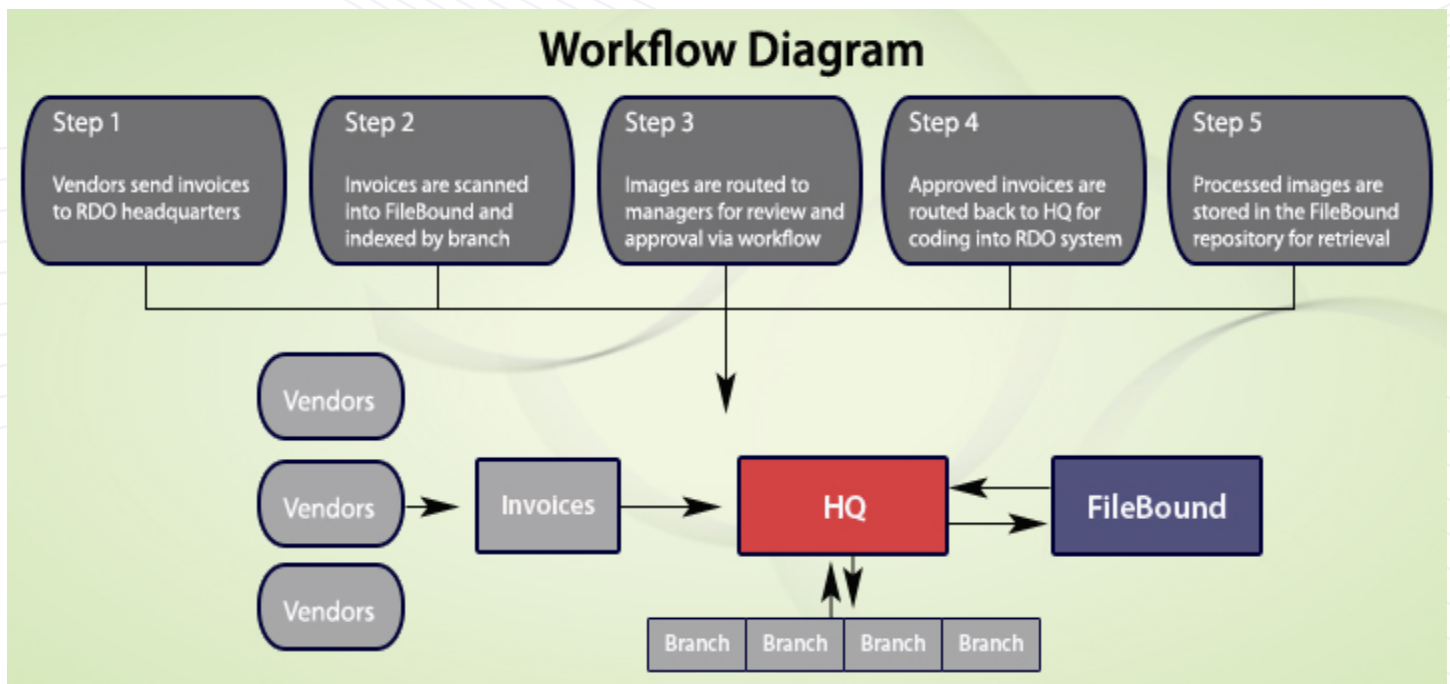 Workflow Diagram
Step 1
Vendors send invoices
to RDO headquarters
Step 2
Invoices are scanned
into FileBound and
indexed by branch
Step 3
Images are routed to
managers for review and
approval via workflow
Step 4
Approved invoices are
routed back to HQ for
coding into RDO system
Step 5
Processed images are
stored in the FileBound
repository for retrieval
Vendors
Vendors
Vendors
Invoices
HQ
FileBound
Branch
Branch
Branch
Branch